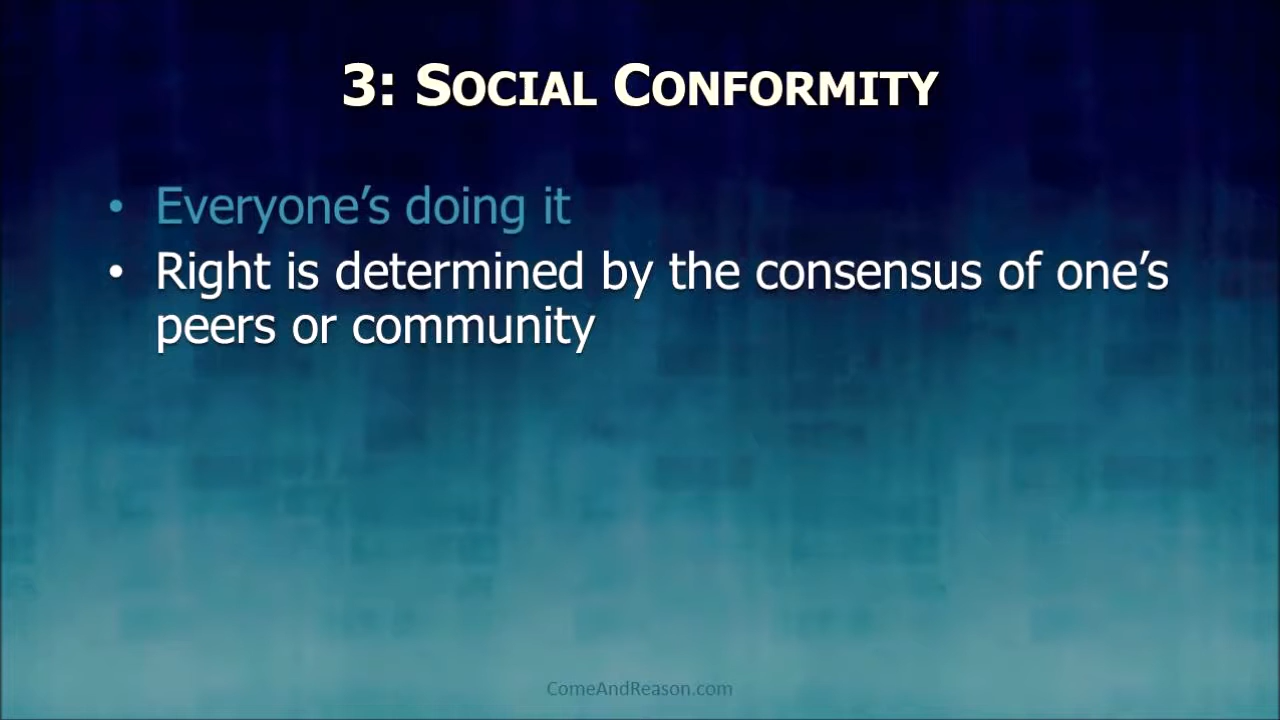 3: SOCIAL CONFORMITY
• Everyone’s doing it
• Right is determined by the consensus of one’s
peers or community
ComeAndReason.com